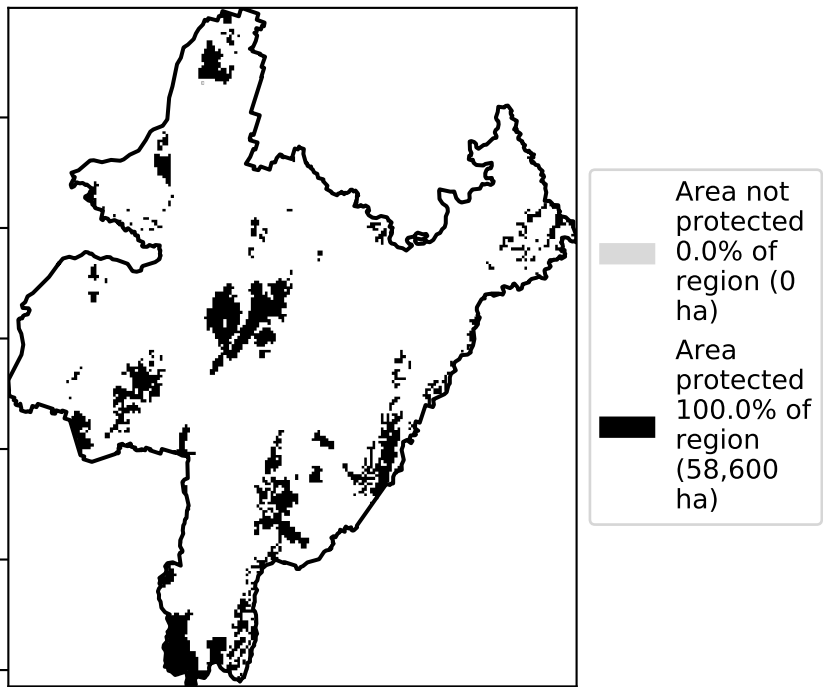 Area not
protected
0.0% of
region (0
ha)
Area
protected
100.0% of
region
(58,600
ha)